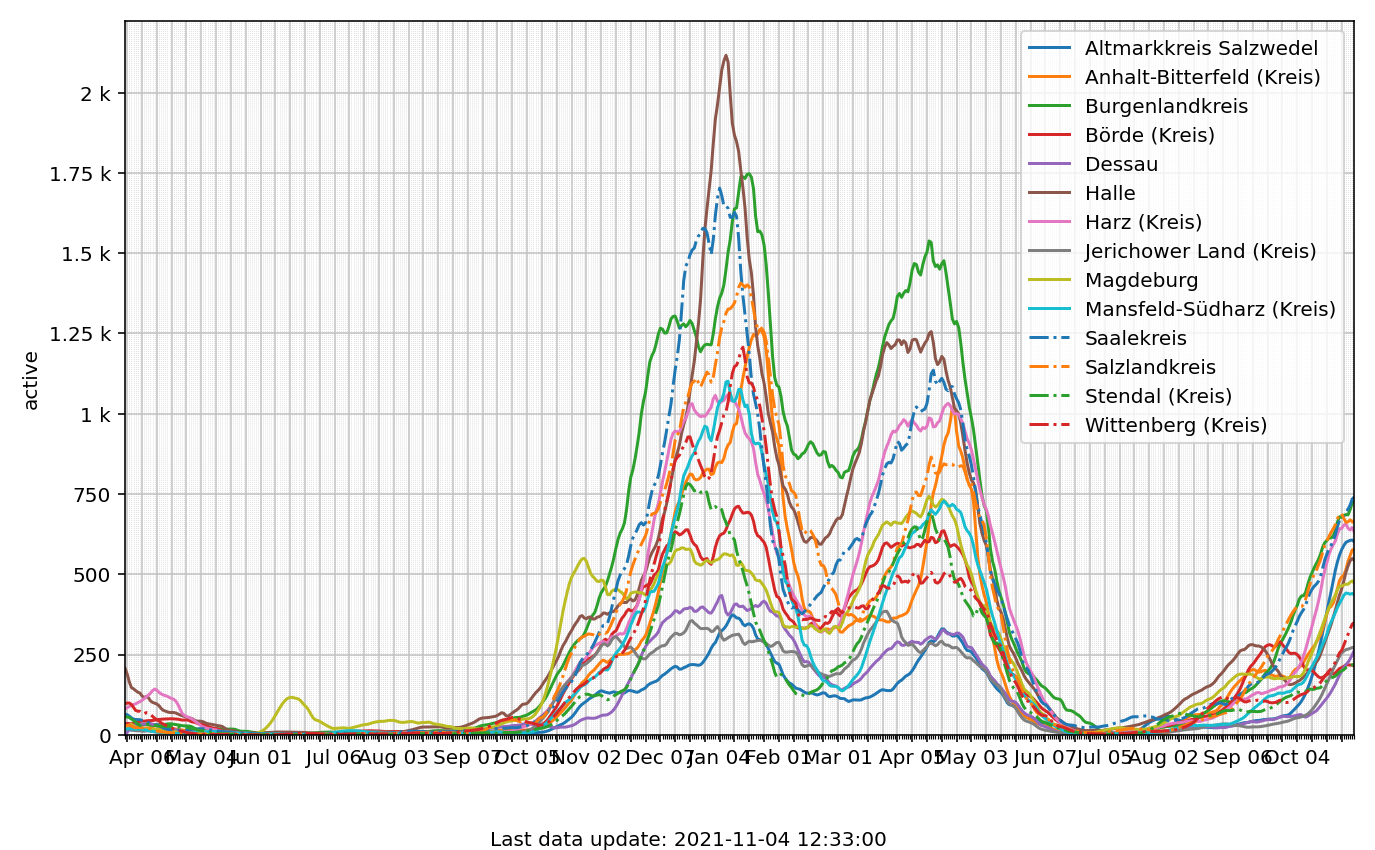 Altmarkkreis Salzwedel
Anhalt-Bitterfeld (Kreis)
Burgenlandkreis
Börde (Kreis)
Dessau
Halle
Harz (Kreis)
Jerichower Land (Kreis)
Magdeburg
Mansfeld-Südharz (Kreis)
Saalekreis
Salzlandkreis
Stendal (Kreis)
Wittenberg (Kreis)
2 k
1.75 k
1.5 k
1.25 k
1 k
750
500
250
0
active
Apr 06 May 04 Jun 01 Jul 06 Aug 03 Sep 07 Oct 05 Nov 02 Dec 07 Jan 04 Feb 01 Mar 01 Apr 05 May 03 Jun 07 Jul 05 Aug 02 Sep 06 Oct 04
Last data update: 2021-11-04 12:33:00